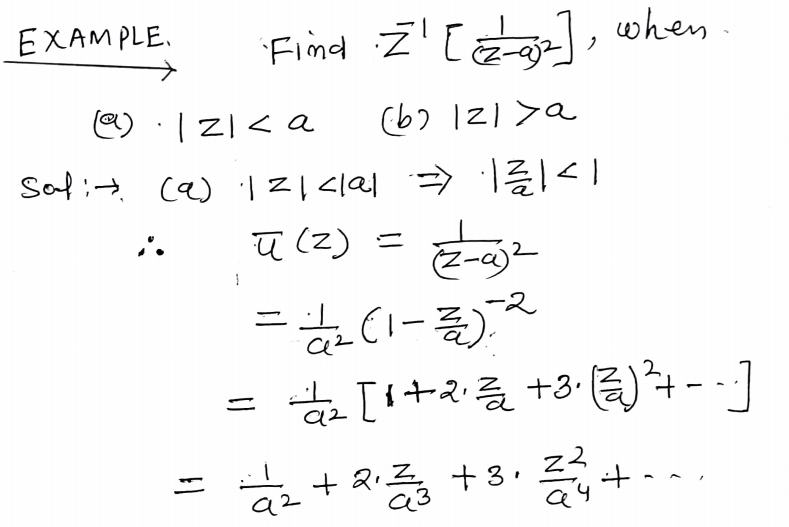 EXAMPLE. Find Z⁻¹ [1/(z-a)²], when
(a) |z| < a (b) |z| > a
Sol:→ (a) |z| < |a| ⇒ |z/a| < 1
∴ ū(z) = 1/(z-a)²
= 1/a² (1 - z/a)⁻²
= 1/a² [1 + 2·z/a + 3·(z/a)² + - - ·]
= 1/a² + 2·z/a³ + 3·z²/a⁴ + - - ·